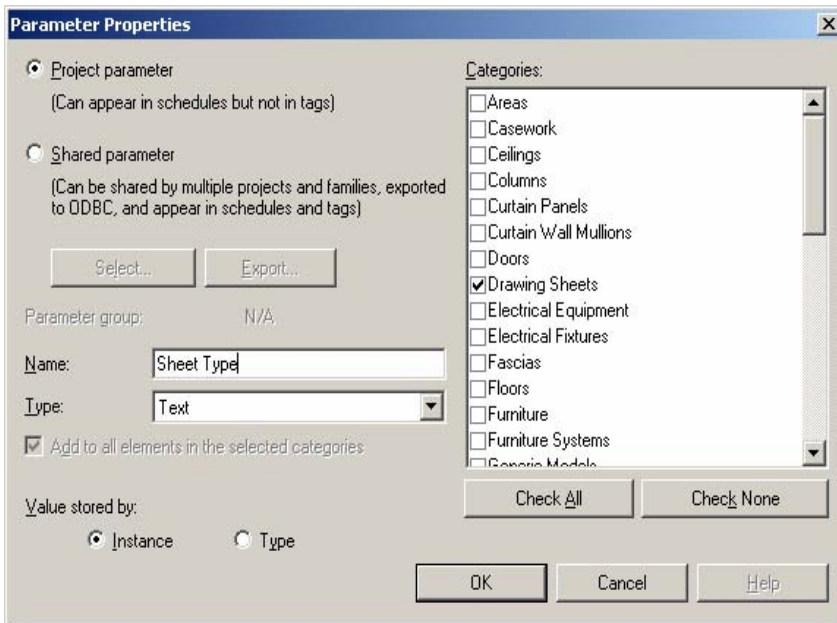 Parameter Properties
Project parameter
(Can appear in schedules but not in tags)
Shared parameter
(Can be shared by multiple projects and families, exported
to ODBC, and appear in schedules and tags)
Select...
Export...
Parameter group: N/A
Name: Sheet Type
Type: Text
Add to all elements in the selected categories
Value stored by:
Instance
Type
Categories:
Areas
Casework
Ceilings
Columns
Curtain Panels
Curtain Wall Mullions
Doors
Drawing Sheets
Electrical Equipment
Electrical Fixtures
Fascias
Floors
Furniture
Furniture Systems
Generic Models
Check All
Check None
OK
Cancel
Help